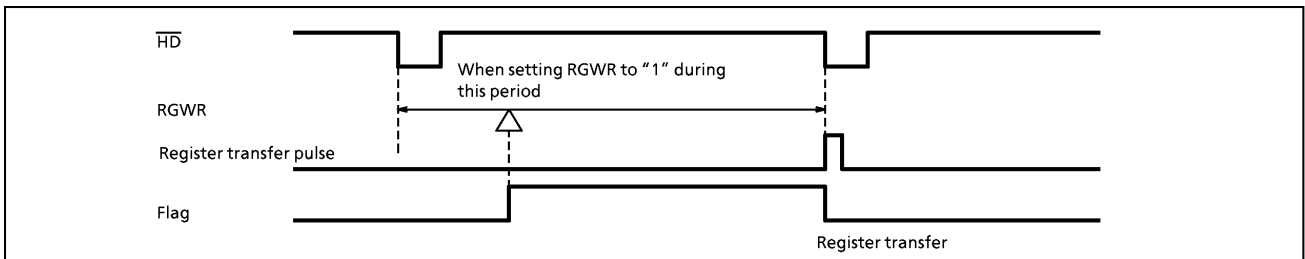 HD
When setting RGWR to “1” during
this period
RGWR
Register transfer pulse
Flag
Register transfer